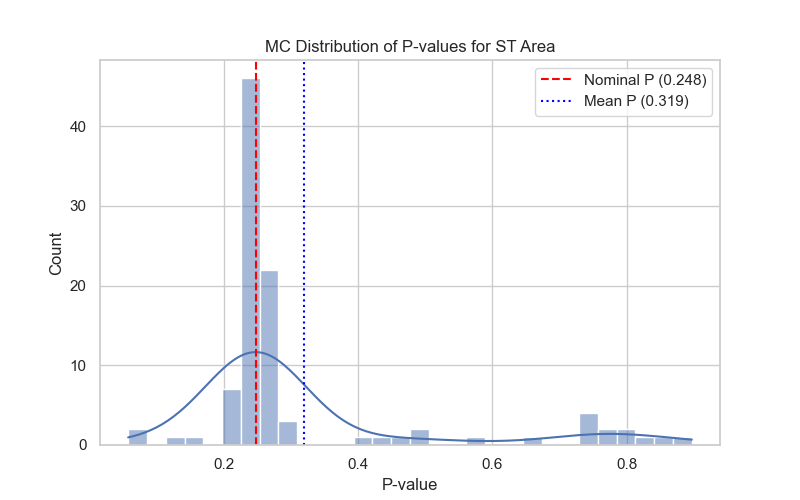 MC Distribution of P-values for ST Area
Nominal P (0.248)
Mean P (0.319)
Count
40
30
20
10
0
0.2
0.4
0.6
0.8
P-value